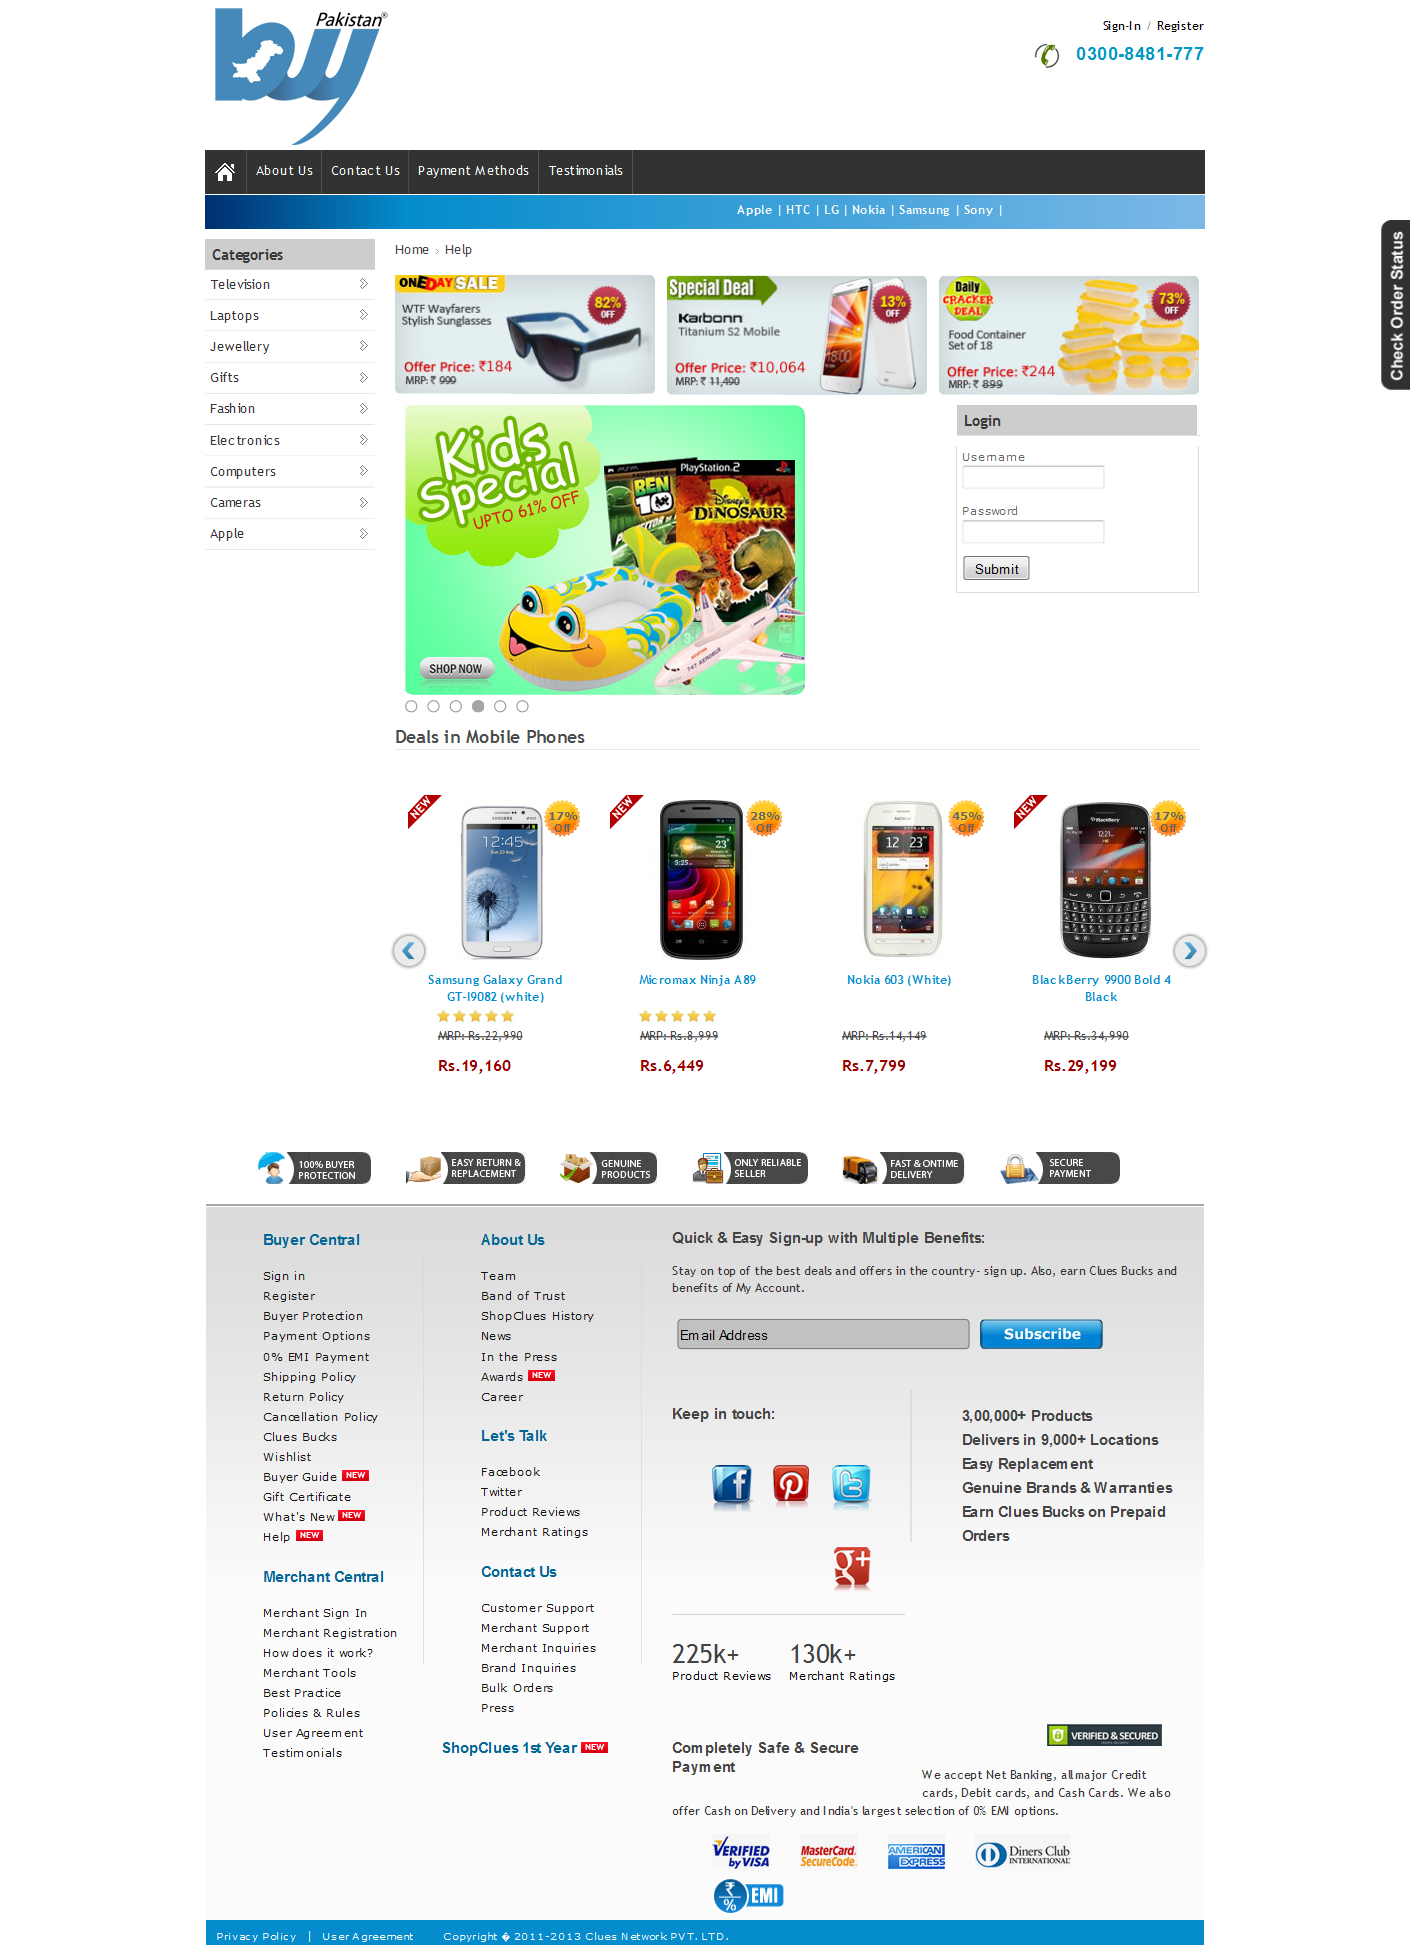 buy Pakistan®
Sign-In / Register
0300-8481-777
About Us
Contact Us
Payment Methods
Testimonials
Apple | HTC | LG | Nokia | Samsung | Sony |
Check Order Status
Categories
Television
Laptops
Jewellery
Gifts
Fashion
Electronics
Computers
Cameras
Apple
Home › Help
ONE DAY SALE
WTF Wayfarers
Stylish Sunglasses
82%
OFF
Offer Price: ₹184
MRP: ₹ 999
Special Deal
Karbonn
Titanium S2 Mobile
13%
OFF
Offer Price: ₹10,064
MRP: ₹ 11,490
Daily
CRACKER
DEAL
Food Container
Set of 18
73%
OFF
Offer Price: ₹244
MRP: ₹ 899
Kids
Special
UPTO 61% OFF
BEN
10
PlayStation.2
Disney's
DINOSAUR
747 AEROBUS
SHOP NOW
Login
Username
Password
Submit
Deals in Mobile Phones
NEW
17%
Off
NEW
28%
Off
45%
Off
NEW
17%
Off
Samsung Galaxy Grand
GT-I9082 (white)
MRP: Rs.22,990
Rs.19,160
Micromax Ninja A89
MRP: Rs.8,999
Rs.6,449
Nokia 603 (White)
MRP: Rs.14,149
Rs.7,799
BlackBerry 9900 Bold 4
Black
MRP: Rs.34,990
Rs.29,199
100% BUYER
PROTECTION
EASY RETURN &
REPLACEMENT
GENUINE
PRODUCTS
ONLY RELIABLE
SELLER
FAST & ONTIME
DELIVERY
SECURE
PAYMENT
Buyer Central
Sign in
Register
Buyer Protection
Payment Options
0% EMI Payment
Shipping Policy
Return Policy
Cancellation Policy
Clues Bucks
Wishlist
Buyer Guide NEW
Gift Certificate
What's New NEW
Help NEW
Merchant Central
Merchant Sign In
Merchant Registration
How does it work?
Merchant Tools
Best Practice
Policies & Rules
User Agreement
Testimonials
About Us
Team
Band of Trust
ShopClues History
News
In the Press
Awards NEW
Career
Let's Talk
Facebook
Twitter
Product Reviews
Merchant Ratings
Contact Us
Customer Support
Merchant Support
Merchant Inquiries
Brand Inquiries
Bulk Orders
Press
ShopClues 1st Year NEW
Quick & Easy Sign-up with Multiple Benefits:
Stay on top of the best deals and offers in the country- sign up. Also, earn Clues Bucks and
benefits of My Account.
Email Address
Subscribe
Keep in touch:
3,00,000+ Products
Delivers in 9,000+ Locations
Easy Replacement
Genuine Brands & Warranties
Earn Clues Bucks on Prepaid
Orders
225k+
Product Reviews
130k+
Merchant Ratings
VERIFIED & SECURED
Completely Safe & Secure
Payment
We accept Net Banking, all major Credit
cards, Debit cards, and Cash Cards. We also
offer Cash on Delivery and India's largest selection of 0% EMI options.
VERIFIED
by VISA
MasterCard.
SecureCode.
AMERICAN
EXPRESS
Diners Club
INTERNATIONAL
₹
%
EMI
Privacy Policy | User Agreement
Copyright � 2011-2013 Clues Network PVT. LTD.